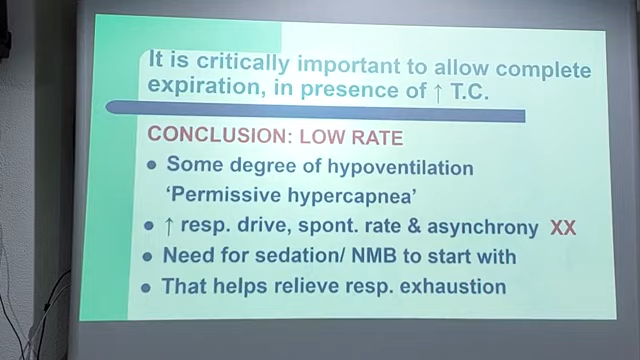 It is critically important to allow complete
expiration, in presence of ↑ T.C.
CONCLUSION: LOW RATE
• Some degree of hypoventilation
‘Permissive hypercapnea’
• ↑ resp. drive, spont. rate & asynchrony XX
• Need for sedation/ NMB to start with
• That helps relieve resp. exhaustion